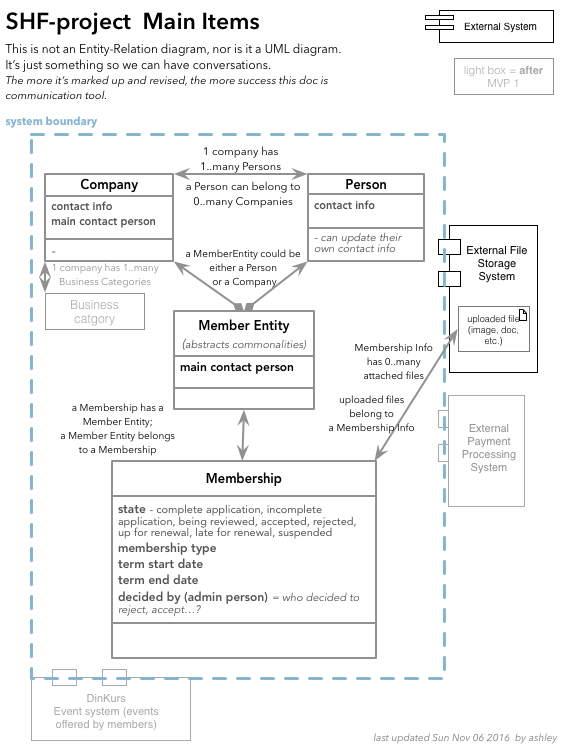 SHF-project Main Items
This is not an Entity-Relation diagram, nor is it a UML diagram.
It's just something so we can have conversations.
The more it's marked up and revised, the more success this doc is
communication tool.
External System
light box = after
MVP 1
system boundary
1 company has
1..many Persons
a Person can belong to
0..many Companies
Company
contact info
main contact person
-
Person
contact info
- can update their
own contact info
1 company has 1..many
Business Categories
Business
catgory
a MemberEntity could be
either a Person
or a Company
External File
Storage
System
uploaded file
(image, doc,
etc.)
Member Entity
(abstracts commonalities)
main contact person
Membership Info
has 0..many
attached files
uploaded files
belong to
a Membership Info
a Membership has a
Member Entity;
a Member Entity belongs
to a Membership
External
Payment
Processing
System
Membership
state - complete application, incomplete
application, being reviewed, accepted, rejected,
up for renewal, late for renewal, suspended
membership type
term start date
term end date
decided by (admin person) = who decided to
reject, accept...?
DinKurs
Event system (events
offered by members)
last updated Sun Nov 06 2016 by ashley